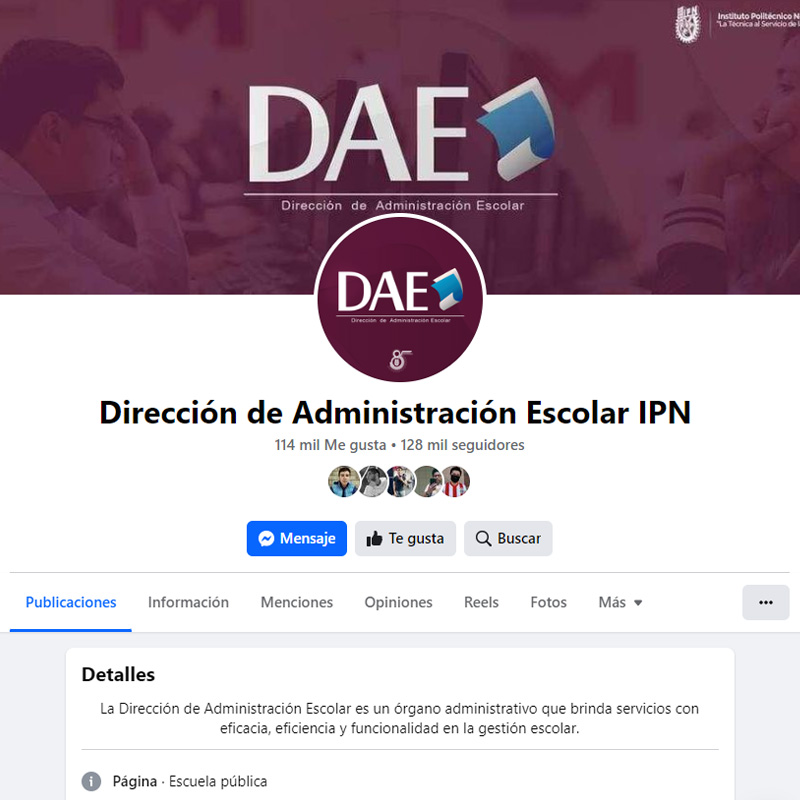 Instituto Politécnico N
"La Técnica al Servicio de l
DAE
Dirección de Administración Escolar
DAE
Dirección de Administración Escolar
Dirección de Administración Escolar IPN
114 mil Me gusta • 128 mil seguidores
Mensaje
Te gusta
Buscar
Publicaciones
Información
Menciones
Opiniones
Reels
Fotos
Más
Detalles
La Dirección de Administración Escolar es un órgano administrativo que brinda servicios con
eficacia, eficiencia y funcionalidad en la gestión escolar.
Página · Escuela pública